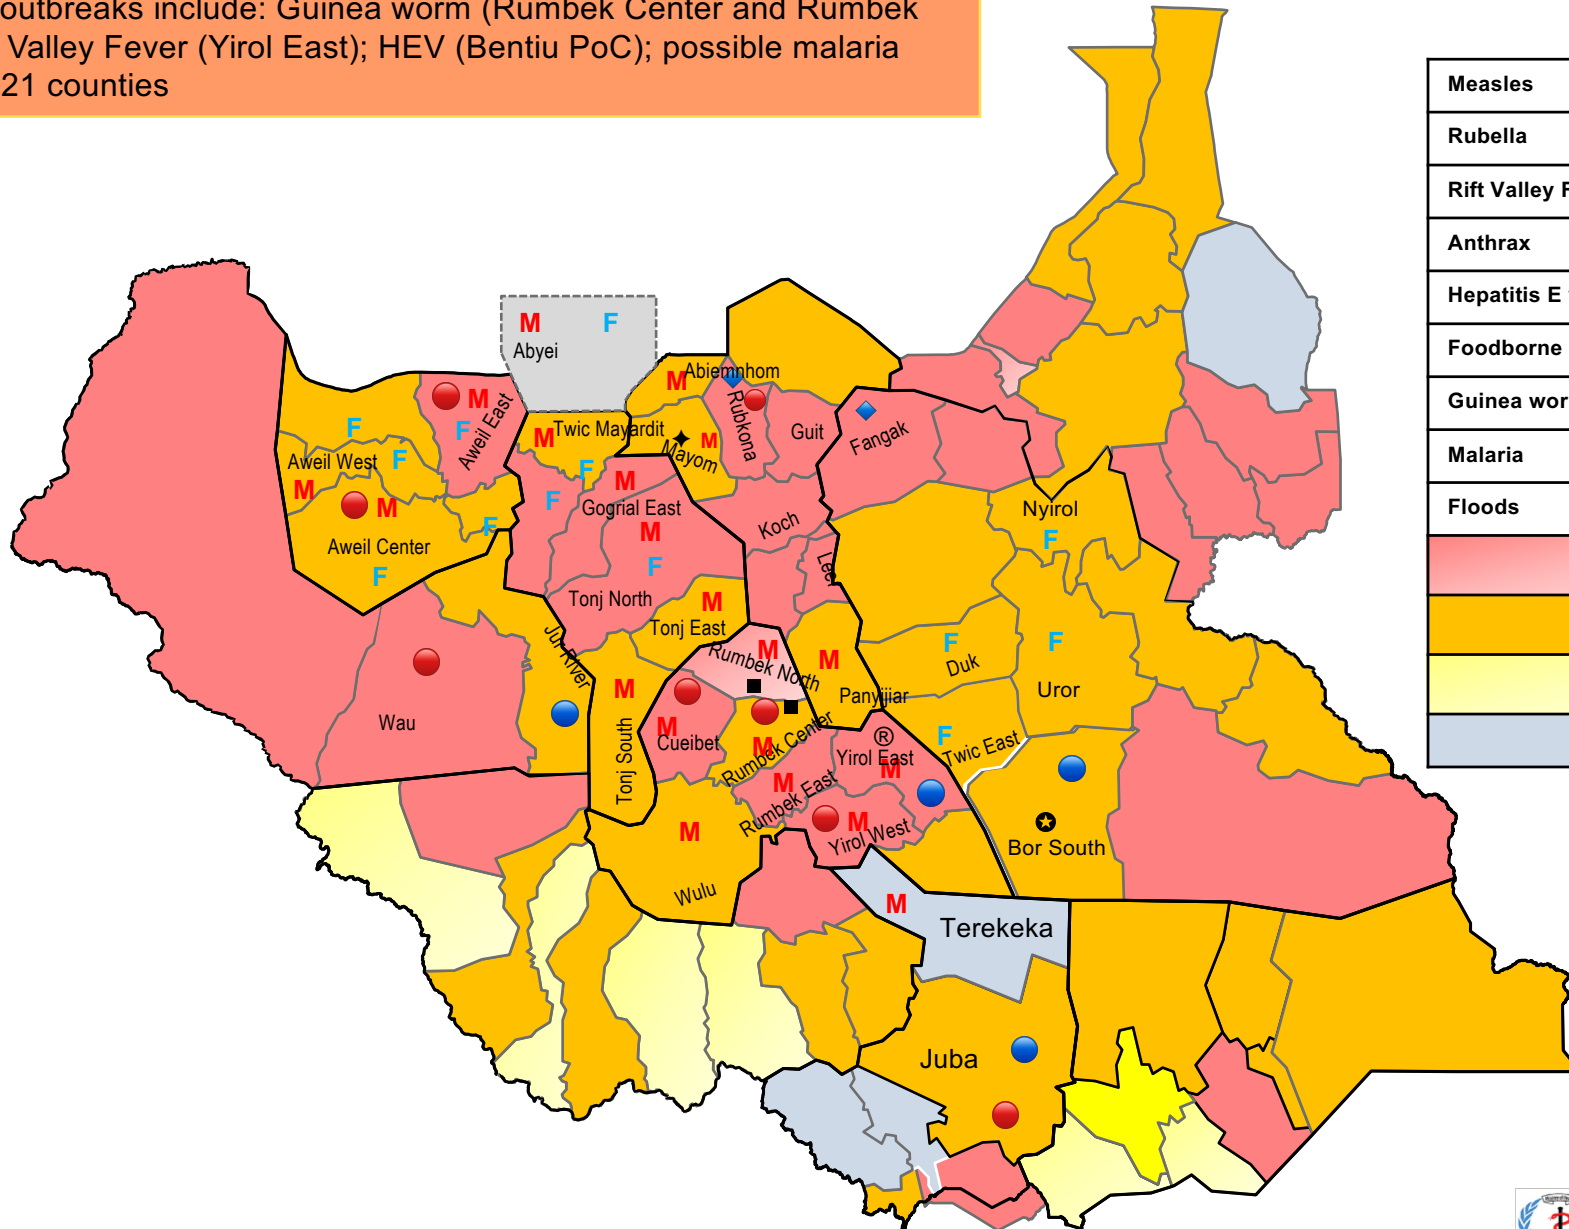 outbreaks include: Guinea worm (Rumbek Center and Rumbek
Valley Fever (Yirol East); HEV (Bentiu PoC); possible malaria
21 counties
Measles
Rubella
Rift Valley F
Anthrax
Hepatitis E
Foodborne
Guinea wor
Malaria
Floods
M F
Abyei
Abiemnhom
M
M
Aweil East
F
F
Aweil West
F
M
M
Aweil Center
F
F
Twic Mayardit
M
F
F
Mayom
M
Rubkona
Guit
Fangak
M
Gogrial East
M
F
Tonj North
Koch
Leer
Nyirol
F
M
Tonj East
Jur River
M
Rumbek North
M
Panyijiar
F
Duk
F
Uror
Wau
M
Tonj South
M
Cueibet
M
Rumbek Center
®
Yirol East
M
F
Twic East
M
Rumbek East
M
Yirol West
M
Wulu
Bor South
M
Terekeka
Juba